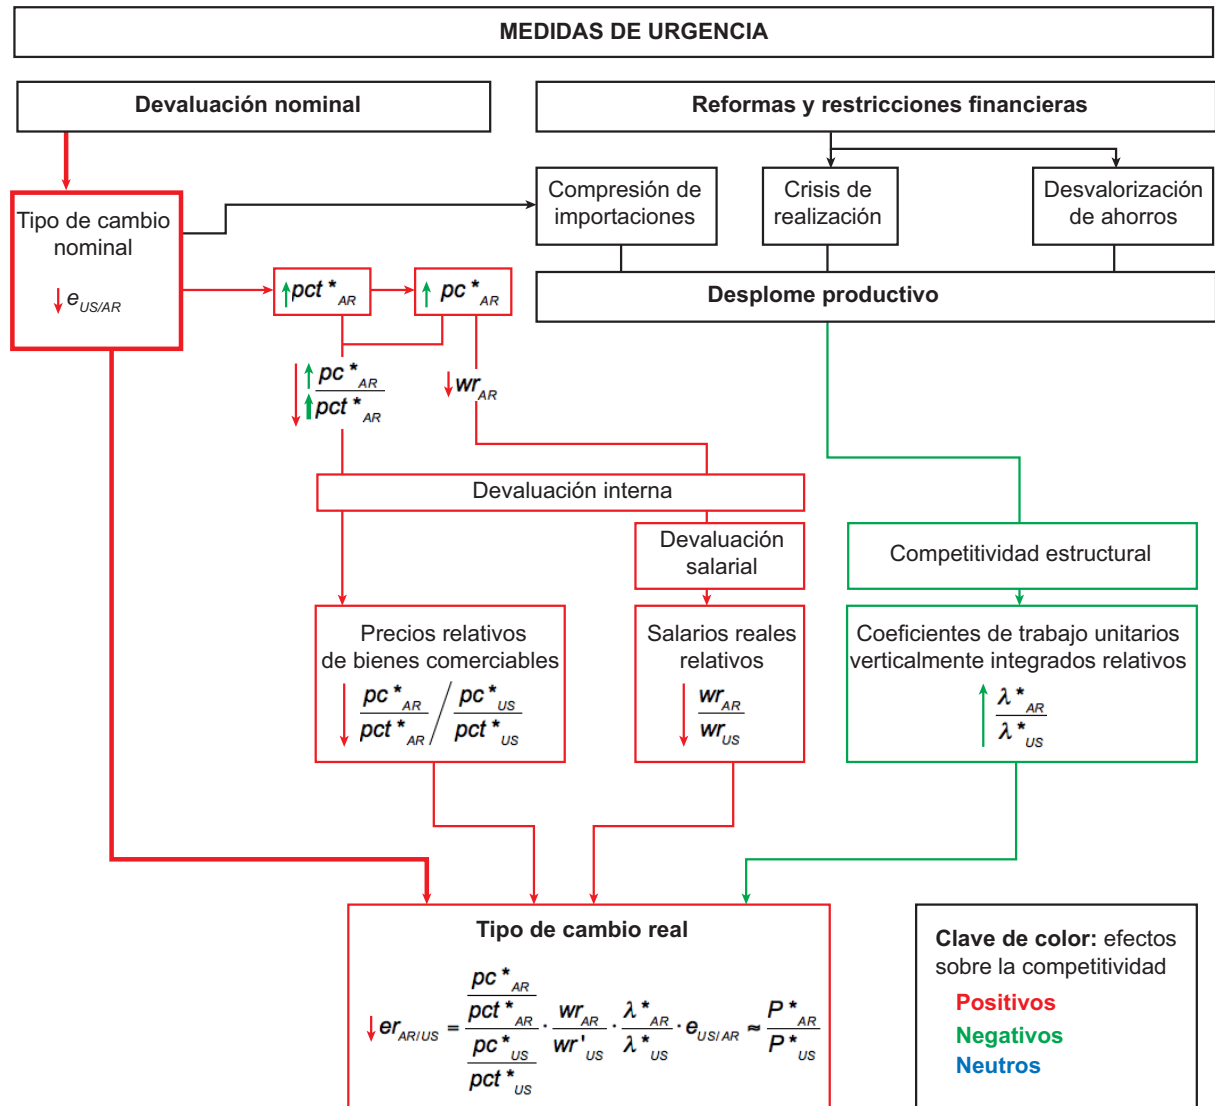 MEDIDAS DE URGENCIA
Devaluación nominal
Reformas y restricciones financieras
Tipo de cambio
nominal
↓ e US/AR
Compresión de
importaciones
Crisis de
realización
Desvalorización
de ahorros
↑ pct * AR
↑ pc * AR
Desplome productivo
↓ ↑ pc * AR
↑ pct * AR
↓ wr AR
Devaluación interna
Devaluación
salarial
Competitividad estructural
Precios relativos
de bienes comerciables
↓ pc * AR / pct * AR / pc * US / pct * US
Salarios reales
relativos
↓ wr AR / wr US
Coeficientes de trabajo unitarios
verticalmente integrados relativos
↑ λ * AR / λ * US
Tipo de cambio real
↓ er AR/US = pc * AR / pct * AR / pc * US / pct * US · wr AR / wr' US · λ * AR / λ * US · e US/AR ≈ P * AR / P * US
Clave de color: efectos
sobre la competitividad
Positivos
Negativos
Neutros